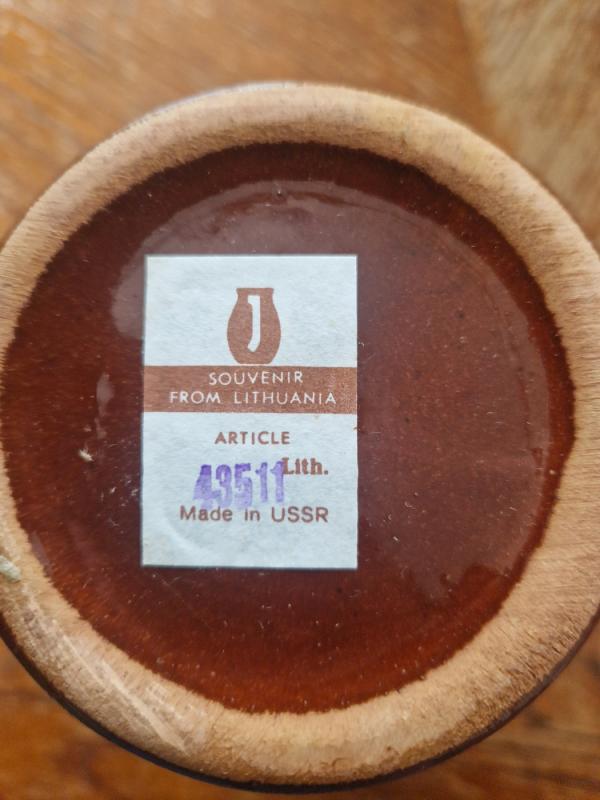 J
SOUVENIR
FROM LITHUANIA
ARTICLE
43511 Lith.
Made in USSR